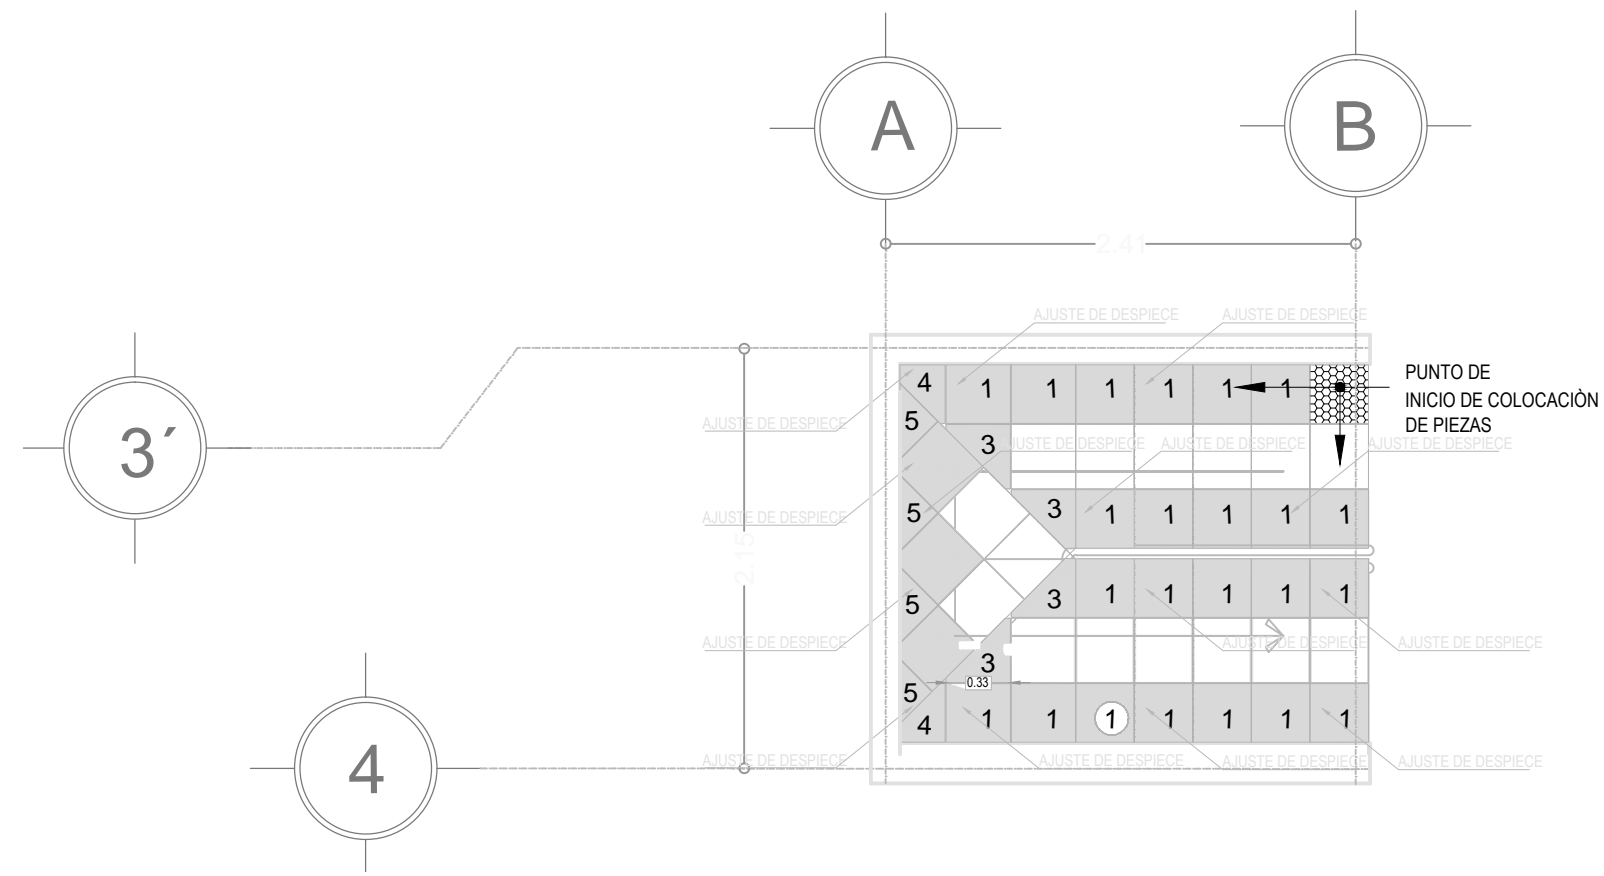 A
B
2.41
AJUSTE DE DESPIECE AJUSTE DE DESPIECE
PUNTO DE
INICIO DE COLOCACIÒN
DE PIEZAS
4 1 1 1 1 1 1
AJUSTE DE DESPIECE
5
3´
3 AJUSTE DE DESPIECE AJUSTE DE DESPIECE AJUSTE DE DESPIECE
AJUSTE DE DESPIECE
5 3 1 1 1 1 1
2.15
5 3 1 1 1 1 1
AJUSTE DE DESPIECE AJUSTE DE DESPIECE AJUSTE DE DESPIECE
3
0.33
5
4 1 1 1 1 1 1 1
AJUSTE DE DESPIECE AJUSTE DE DESPIECE AJUSTE DE DESPIECE AJUSTE DE DESPIECE
4